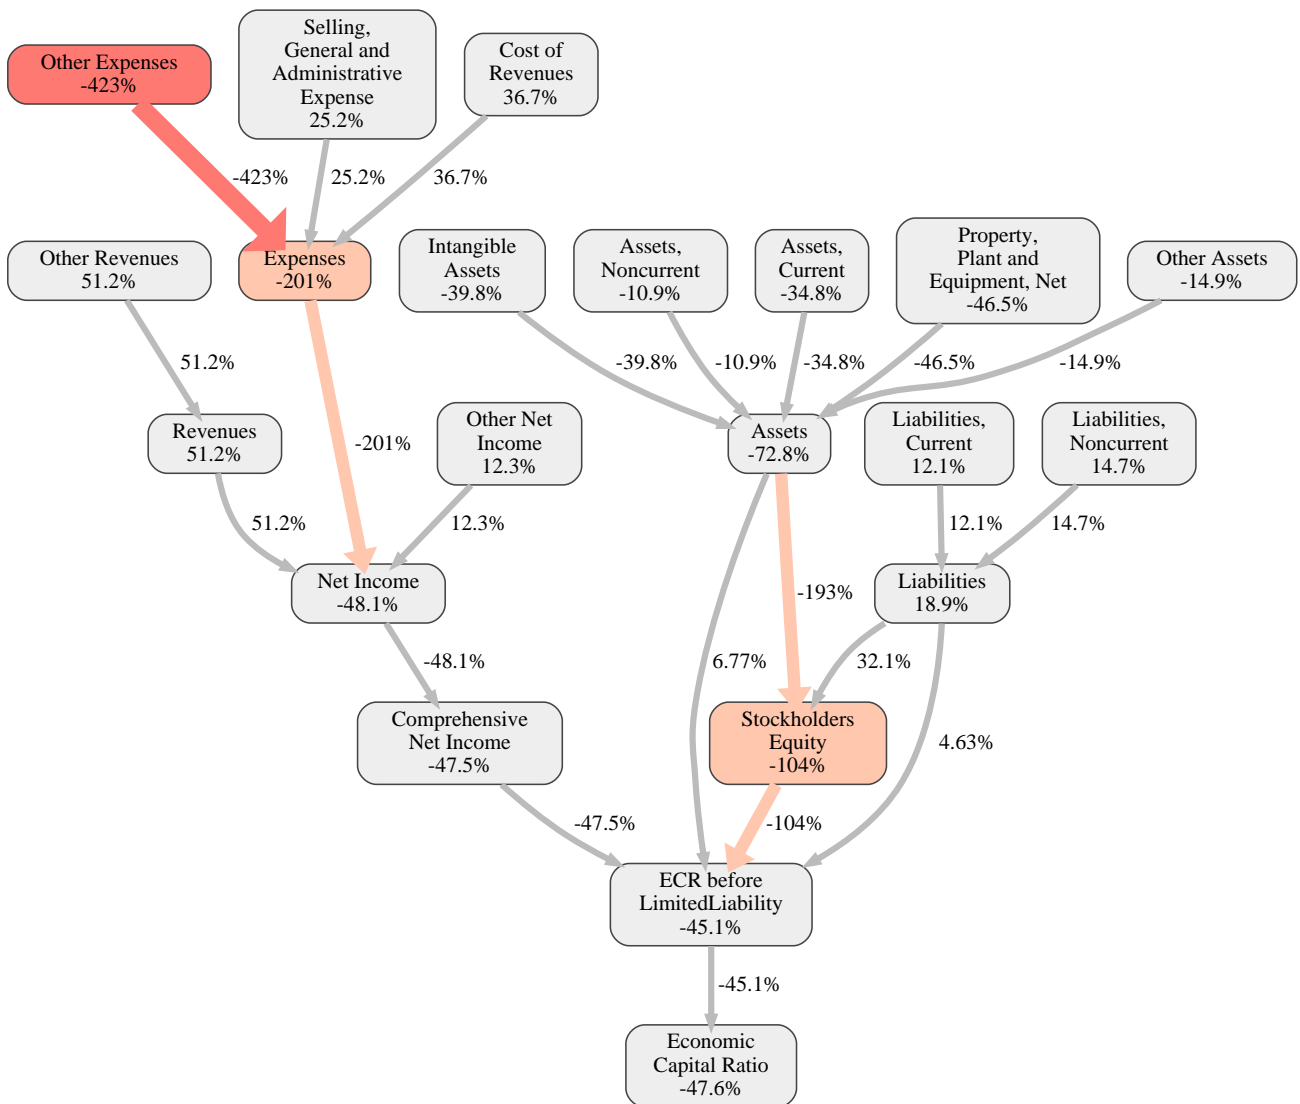 Selling,
General and
Administrative
Expense
25.2%
Other Expenses
-423%
Cost of
Revenues
36.7%
-423%
25.2%
36.7%
Other Revenues
51.2%
Expenses
-201%
Intangible
Assets
-39.8%
Assets,
Noncurrent
-10.9%
Assets,
Current
-34.8%
Property,
Plant and
Equipment, Net
-46.5%
Other Assets
-14.9%
51.2%
-39.8%
-10.9%
-34.8%
-46.5%
-14.9%
Revenues
51.2%
-201%
Other Net
Income
12.3%
Assets
-72.8%
Liabilities,
Current
12.1%
Liabilities,
Noncurrent
14.7%
51.2%
12.3%
12.1%
14.7%
Net Income
-48.1%
-193%
Liabilities
18.9%
-48.1%
6.77%
32.1%
Comprehensive
Net Income
-47.5%
Stockholders
Equity
-104%
4.63%
-47.5%
-104%
ECR before
LimitedLiability
-45.1%
-45.1%
Economic
Capital Ratio
-47.6%